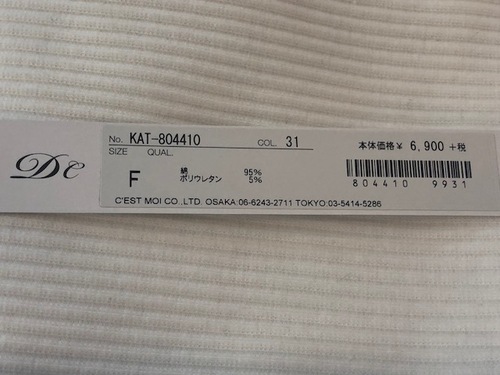 Dc
No. KAT-804410 COL. 31
SIZE QUAL.
F 綿 95%
ポリウレタン 5%
本体価格¥ 6,900 +税
804410 9931
C'EST MOI CO.,LTD. OSAKA:06-6243-2711 TOKYO:03-5414-5286